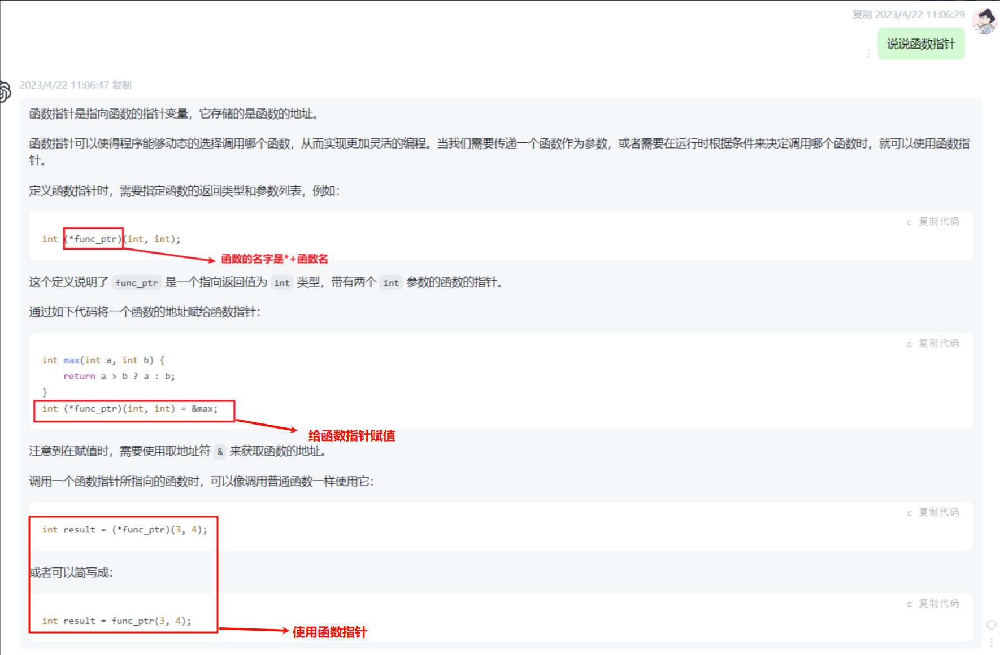 复制 2023/4/22 11:06:29
说说函数指针
2023/4/22 11:06:47 复制
函数指针是指向函数的指针变量，它存储的是函数的地址。
函数指针可以使得程序能够动态的选择调用哪个函数，从而实现更加灵活的编程。当我们需要传递一个函数作为参数，或者需要在运行时根据条件来决定调用哪个函数时，就可以使用函数指
针。
定义函数指针时，需要指定函数的返回类型和参数列表，例如：
c 复制代码
int (*func_ptr)(int, int);
函数的名字是*+函数名
这个定义说明了 func_ptr 是一个指向返回值为 int 类型，带有两个 int 参数的函数的指针。
通过如下代码将一个函数的地址赋给函数指针：
c 复制代码
int max(int a, int b) {
return a > b ? a : b;
}
int (*func_ptr)(int, int) = &max;
给函数指针赋值
注意到在赋值时，需要使用取地址符 & 来获取函数的地址。
调用一个函数指针所指向的函数时，可以像调用普通函数一样使用它：
c 复制代码
int result = (*func_ptr)(3, 4);
或者可以简写成：
c 复制代码
int result = func_ptr(3, 4);
使用函数指针